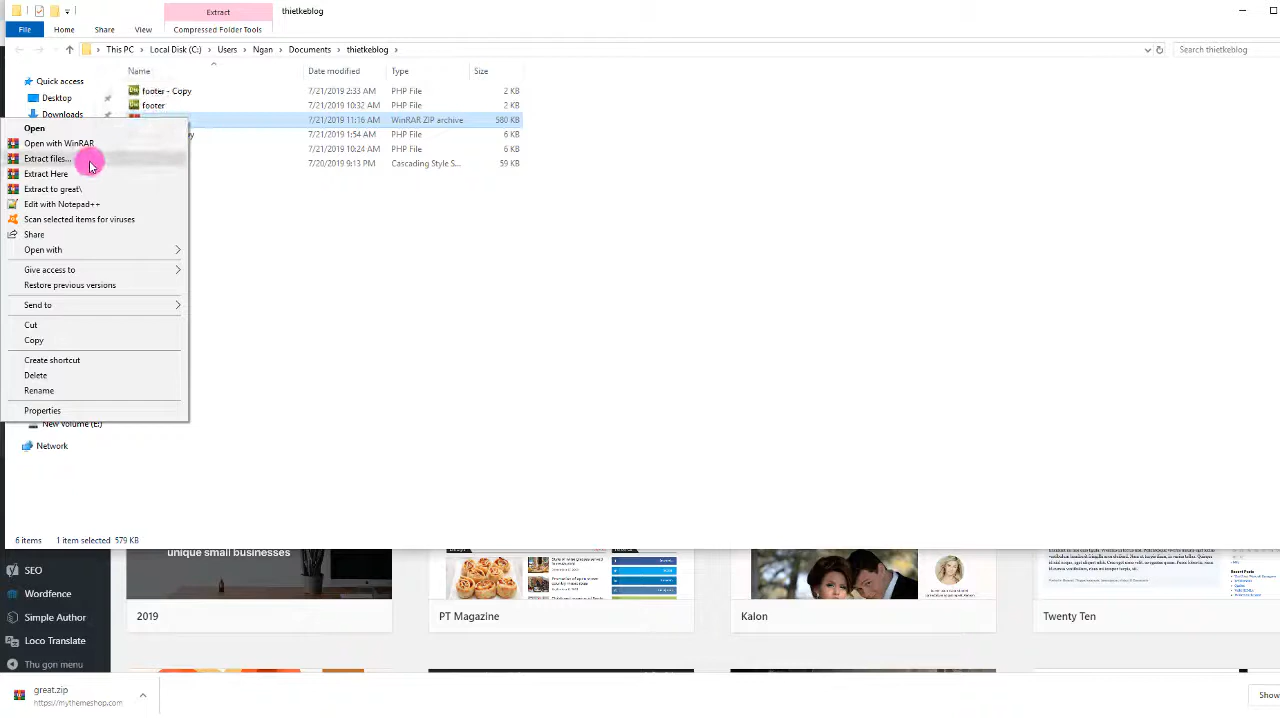 Extract
thietkeblog
File
Home
Share
View
Compressed Folder Tools
This PC
Local Disk (C:)
Users
Ngan
Documents
thietkeblog
Search thietkeblog
Name
Date modified
Type
Size
Quick access
Desktop
Downloads
footer - Copy 7/21/2019 2:33 AM PHP File 2 KB
footer 7/21/2019 10:32 AM PHP File 2 KB
7/21/2019 11:16 AM WinRAR ZIP archive 580 KB
7/21/2019 1:54 AM PHP File 6 KB
7/21/2019 10:24 AM PHP File 6 KB
7/20/2019 9:13 PM Cascading Style S... 59 KB
Open
Open with WinRAR
Extract files...
Extract Here
Extract to great\
Edit with Notepad++
Scan selected items for viruses
Share
Open with
Give access to
Restore previous versions
Send to
Cut
Copy
Create shortcut
Delete
Rename
Properties
New Volume (E:)
Network
6 items 1 item selected 579 KB
unique small businesses
SEO
Wordfence
Simple Author
Loco Translate
Thu gọn menu
2019
PT Magazine
Kalon
Twenty Ten
great.zip
https://mythemeshop.com
Show